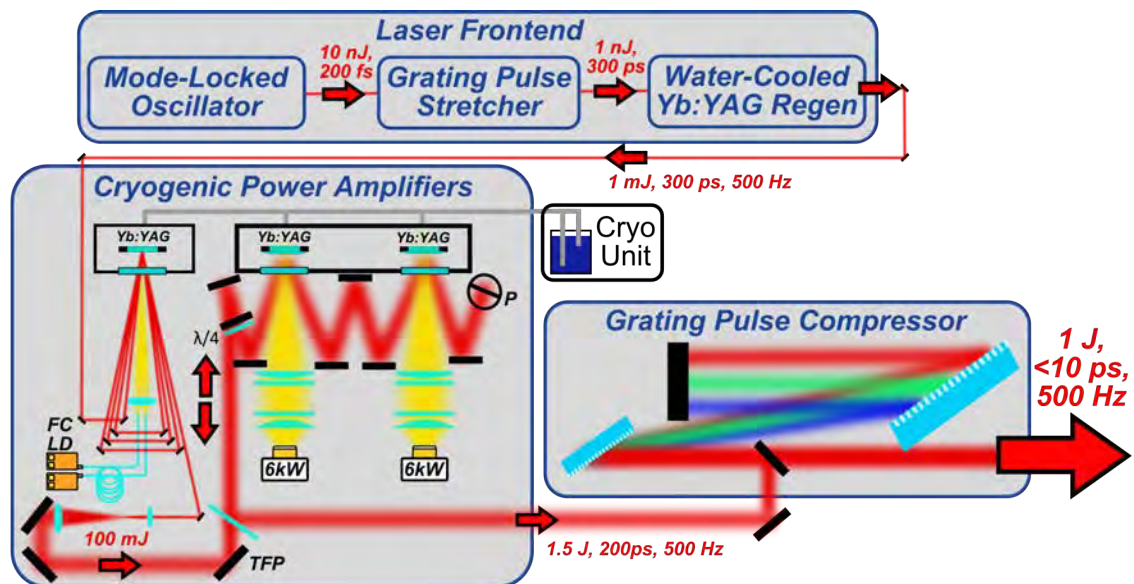 Laser Frontend
Mode-Locked
Oscillator
10 nJ,
200 fs
Grating Pulse
Stretcher
1 nJ,
300 ps
Water-Cooled
Yb:YAG Regen
1 mJ, 300 ps, 500 Hz
Cryogenic Power Amplifiers
Yb:YAG
Yb:YAG
Yb:YAG
Cryo
Unit
P
λ/4
FC
LD
6kW
6kW
100 mJ
TFP
1.5 J, 200ps, 500 Hz
Grating Pulse Compressor
1 J,
<10 ps,
500 Hz